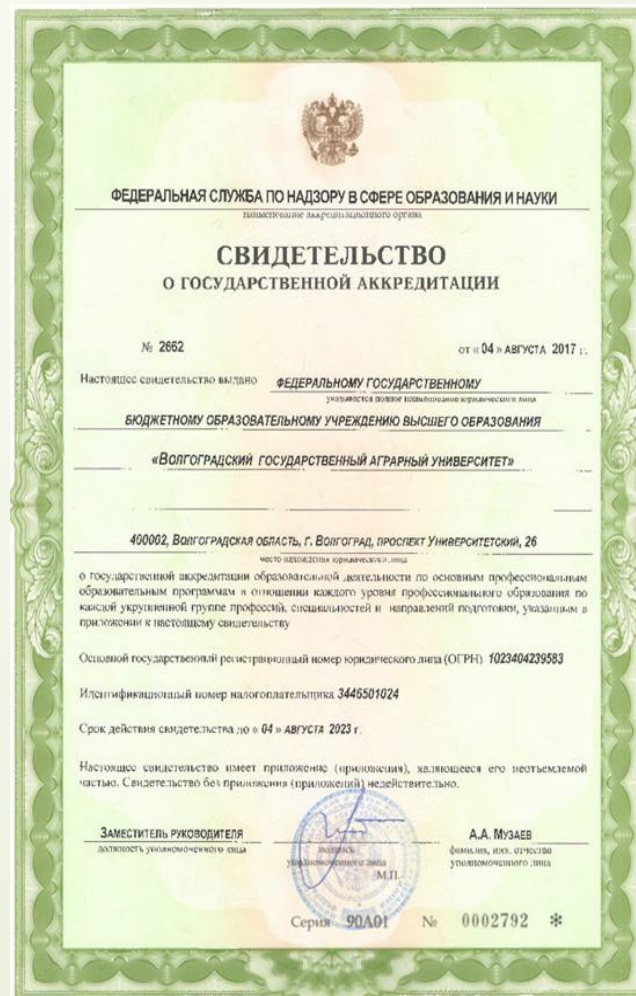 ФЕДЕРАЛЬНАЯ СЛУЖБА ПО НАДЗОРУ В СФЕРЕ ОБРАЗОВАНИЯ И НАУКИ
наименование аккредитационного органа
СВИДЕТЕЛЬСТВО
О ГОСУДАРСТВЕННОЙ АККРЕДИТАЦИИ
№ 2662 от « 04 » АВГУСТА 2017 г.
Настоящее свидетельство выдано ФЕДЕРАЛЬНОМУ ГОСУДАРСТВЕННОМУ
указывается полное наименование юридического лица
БЮДЖЕТНОМУ ОБРАЗОВАТЕЛЬНОМУ УЧРЕЖДЕНИЮ ВЫСШЕГО ОБРАЗОВАНИЯ
«ВОЛГОГРАДСКИЙ ГОСУДАРСТВЕННЫЙ АГРАРНЫЙ УНИВЕРСИТЕТ»
400002, ВОЛГОГРАДСКАЯ ОБЛАСТЬ, Г. ВОЛГОГРАД, ПРОСПЕКТ УНИВЕРСИТЕТСКИЙ, 26
место нахождения юридического лица
о государственной аккредитации образовательной деятельности по основным профессиональным
образовательным программам в отношении каждого уровня профессионального образования по
каждой укрупненной группе профессий, специальностей и направлений подготовки, указанным в
приложении к настоящему свидетельству
Основной государственный регистрационный номер юридического лица (ОГРН) 1023404239583
Идентификационный номер налогоплательщика 3446501024
Срок действия свидетельства до « 04 » АВГУСТА 2023 г.
Настоящее свидетельство имеет приложение (приложения), являющееся его неотъемлемой
частью. Свидетельство без приложения (приложений) недействительно.
ЗАМЕСТИТЕЛЬ РУКОВОДИТЕЛЯ А.А. МУЗАЕВ
должность уполномоченного лица подпись уполномоченного лица фамилия, имя, отчество уполномоченного лица
М.П.
Серия 90А01 № 0002792 *